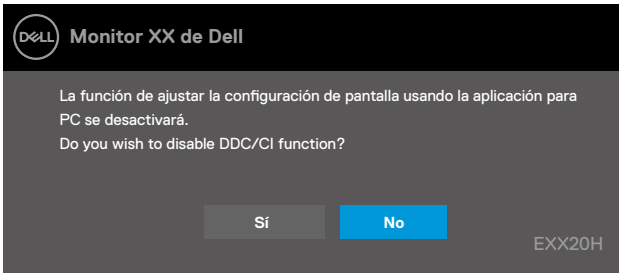 DELL
Monitor XX de Dell
La función de ajustar la configuración de pantalla usando la aplicación para
PC se desactivará.
Do you wish to disable DDC/CI function?
Sí
No
EXX20H